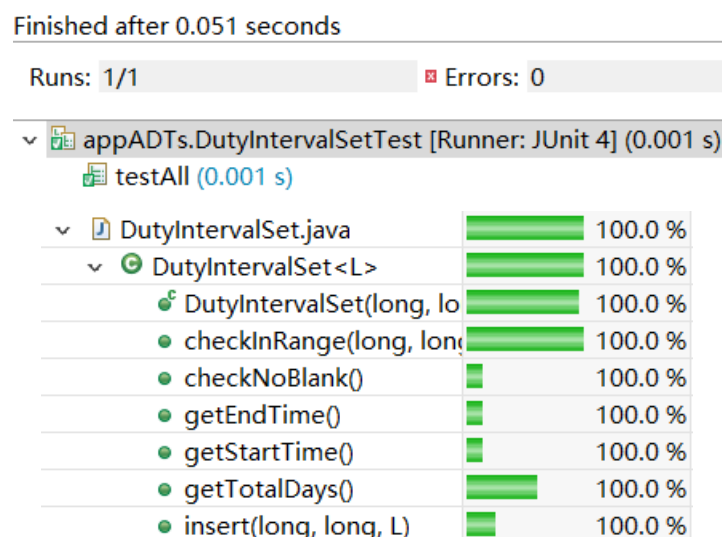 Finished after 0.051 seconds
Runs: 1/1 Errors: 0
appADTs.DutyIntervalSetTest [Runner: JUnit 4] (0.001 s)
testAll (0.001 s)
DutyIntervalSet.java 100.0 %
DutyIntervalSet<L> 100.0 %
DutyIntervalSet(long, lo 100.0 %
checkInRange(long, long 100.0 %
checkNoBlank() 100.0 %
getEndTime() 100.0 %
getStartTime() 100.0 %
getTotalDays() 100.0 %
insert(long, long, L) 100.0 %